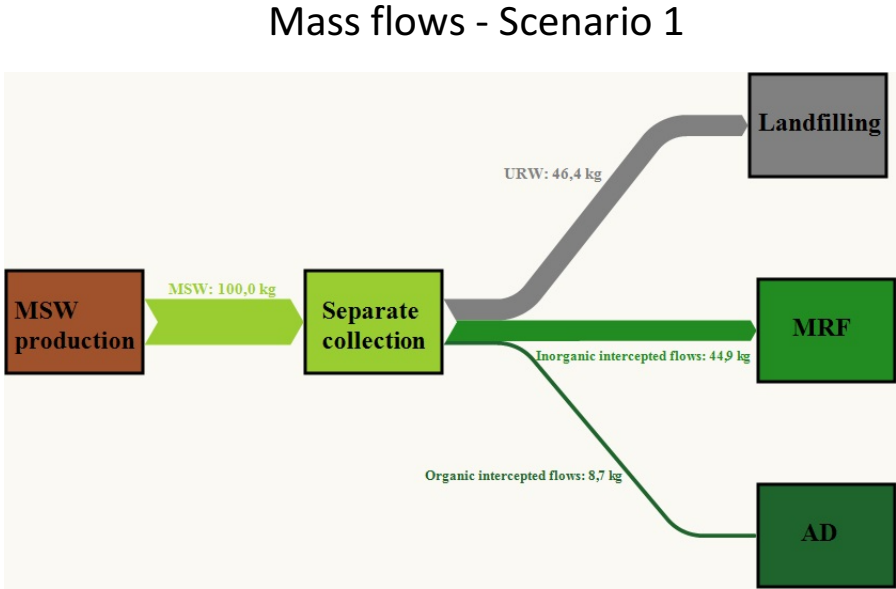 Mass flows - Scenario 1
Landfilling
URW: 46,4 kg
MSW: 100,0 kg
MSW
production
Separate
collection
MRF
Inorganic intercepted flows: 44,9 kg
Organic intercepted flows: 8,7 kg
AD